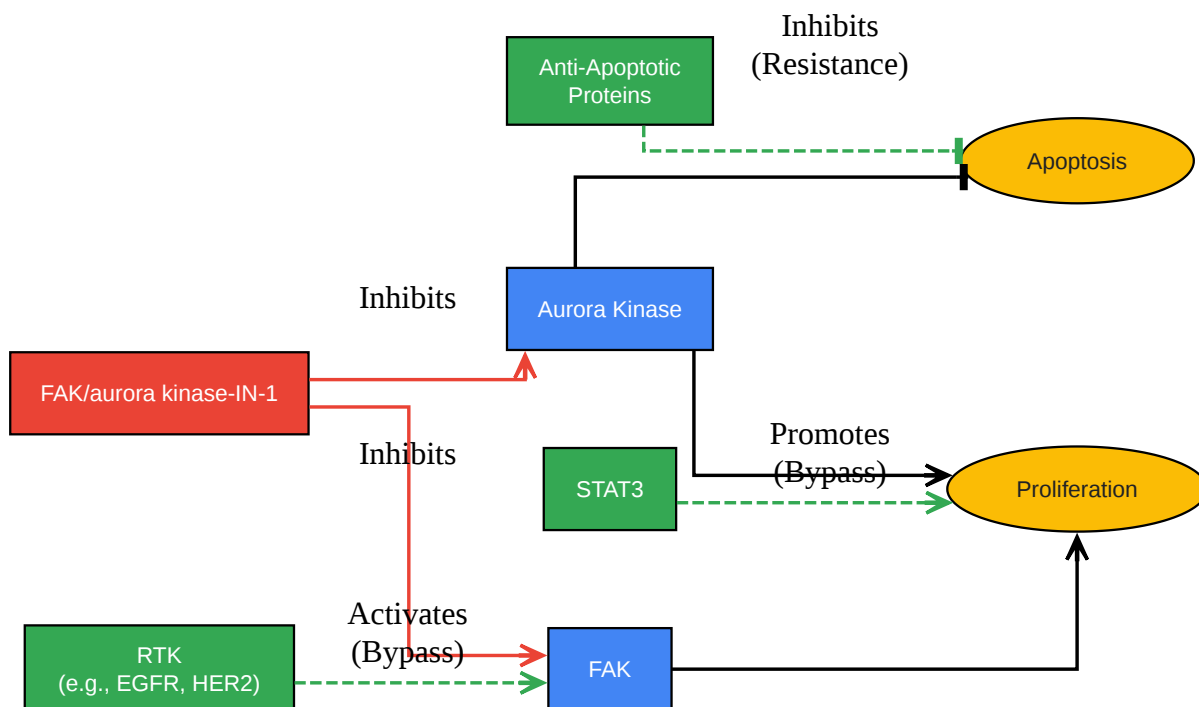 Inhibits
(Resistance)
Anti-Apoptotic
Proteins
Apoptosis
Inhibits
Aurora Kinase
FAK/aurora kinase-IN-1
Inhibits
Promotes
(Bypass)
STAT3
Proliferation
Activates
(Bypass)
RTK
(e.g., EGFR, HER2)
FAK